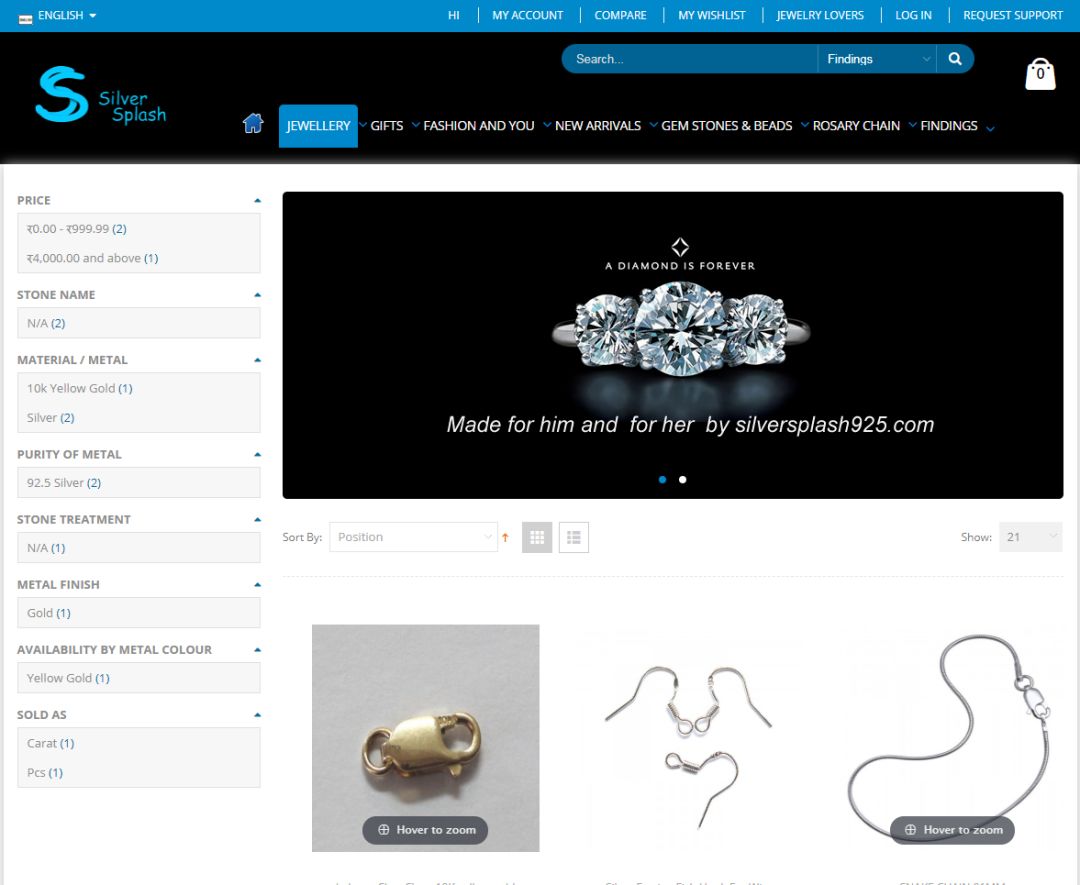 ENGLISH
HI
MY ACCOUNT
COMPARE
MY WISHLIST
JEWELRY LOVERS
LOG IN
REQUEST SUPPORT
Search...
Findings
0
Silver
Splash
JEWELLERY
GIFTS
FASHION AND YOU
NEW ARRIVALS
GEM STONES & BEADS
ROSARY CHAIN
FINDINGS
PRICE
₹0.00 - ₹999.99 (2)
₹4,000.00 and above (1)
STONE NAME
N/A (2)
MATERIAL / METAL
10k Yellow Gold (1)
Silver (2)
PURITY OF METAL
92.5 Silver (2)
STONE TREATMENT
N/A (1)
METAL FINISH
Gold (1)
AVAILABILITY BY METAL COLOUR
Yellow Gold (1)
SOLD AS
Carat (1)
Pcs (1)
A DIAMOND IS FOREVER
Made for him and for her by silversplash925.com
Sort By:
Position
Show:
21
Hover to zoom
Hover to zoom